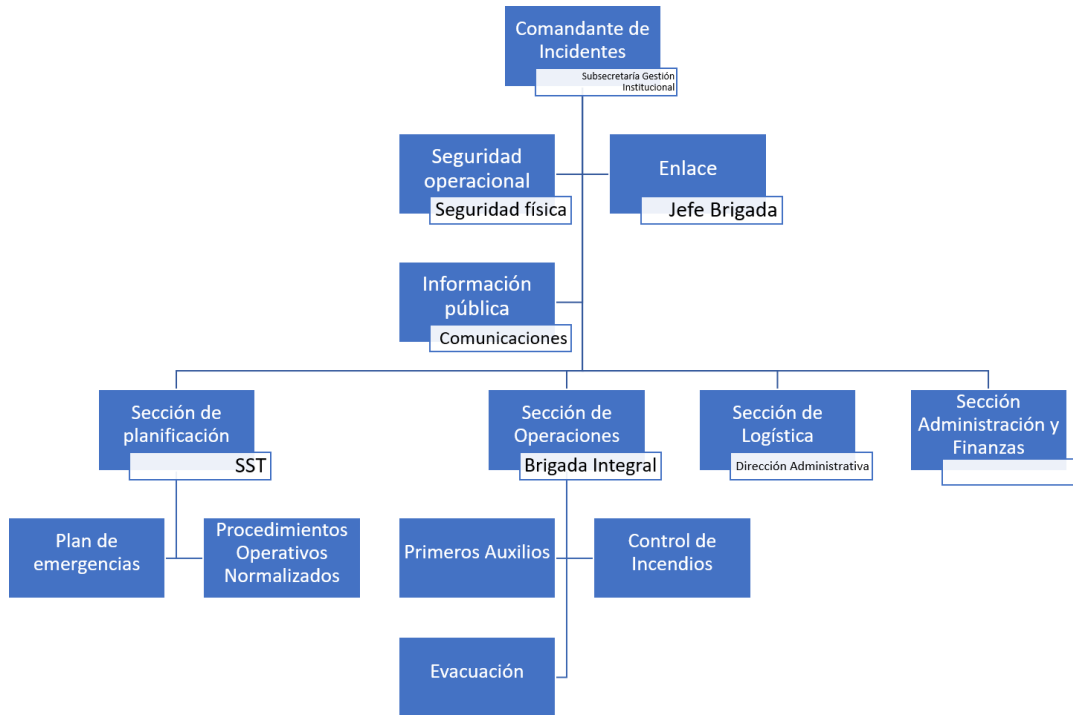 Comandante de
Incidentes
Subsecretaría Gestión
Institucional
Seguridad
operacional
Seguridad física
Enlace
Jefe Brigada
Información
pública
Comunicaciones
Sección de
planificación
SST
Sección de
Operaciones
Brigada Integral
Sección de
Logística
Dirección Administrativa
Sección
Administración y
Finanzas
Plan de
emergencias
Procedimientos
Operativos
Normalizados
Primeros Auxilios
Control de
Incendios
Evacuación